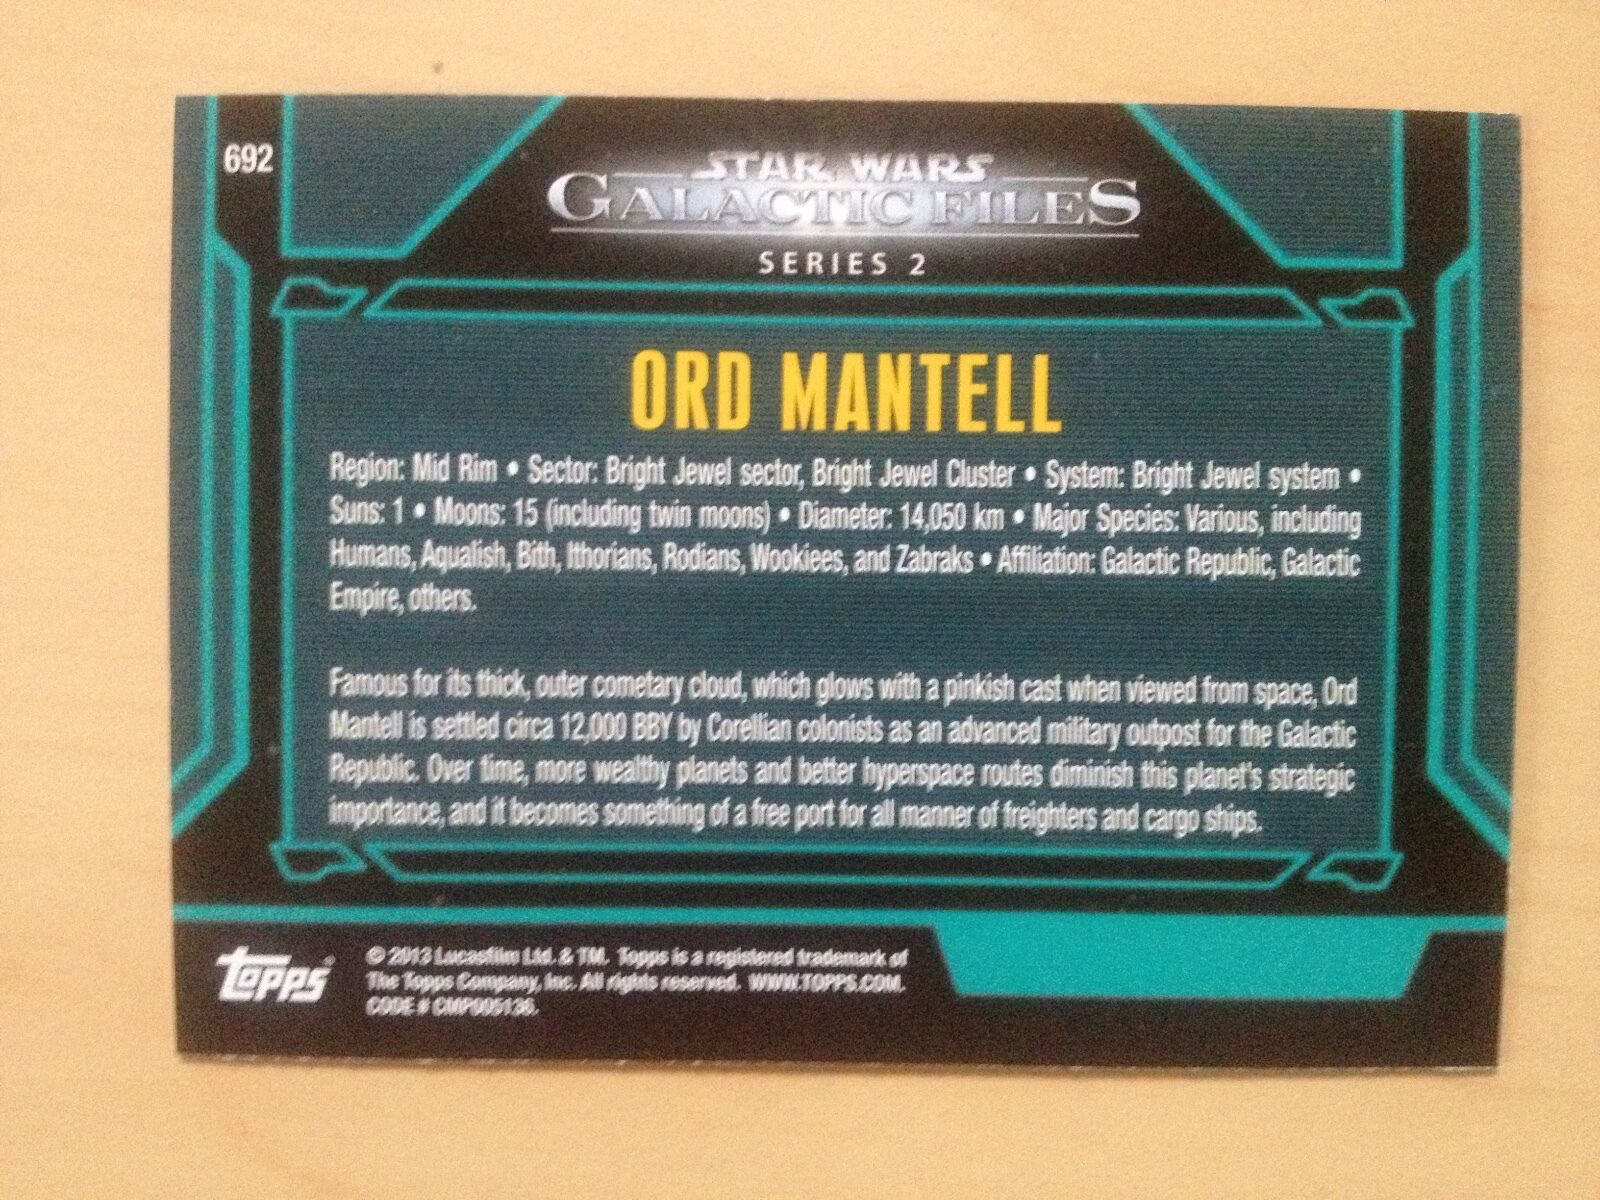 692
STAR WARS
GALACTIC FILES
SERIES 2
ORD MANTELL
Region: Mid Rim • Sector: Bright Jewel sector, Bright Jewel Cluster • System: Bright Jewel system •
Suns: 1 • Moons: 15 (including twin moons) • Diameter: 14,050 km • Major Species: Various, including
Humans, Aqualish, Bith, Ithorians, Rodians, Wookiees, and Zabraks • Affiliation: Galactic Republic, Galactic
Empire, others.
Famous for its thick, outer cometary cloud, which glows with a pinkish cast when viewed from space, Ord
Mantell is settled circa 12,000 BBY by Corellian colonists as an advanced military outpost for the Galactic
Republic. Over time, more wealthy planets and better hyperspace routes diminish this planet's strategic
importance, and it becomes something of a free port for all manner of freighters and cargo ships.
topps®
© 2013 Lucasfilm Ltd. & TM. Topps is a registered trademark of
The Topps Company, Inc. All rights reserved. WWW.TOPPS.COM.
CODE # CMP005136.